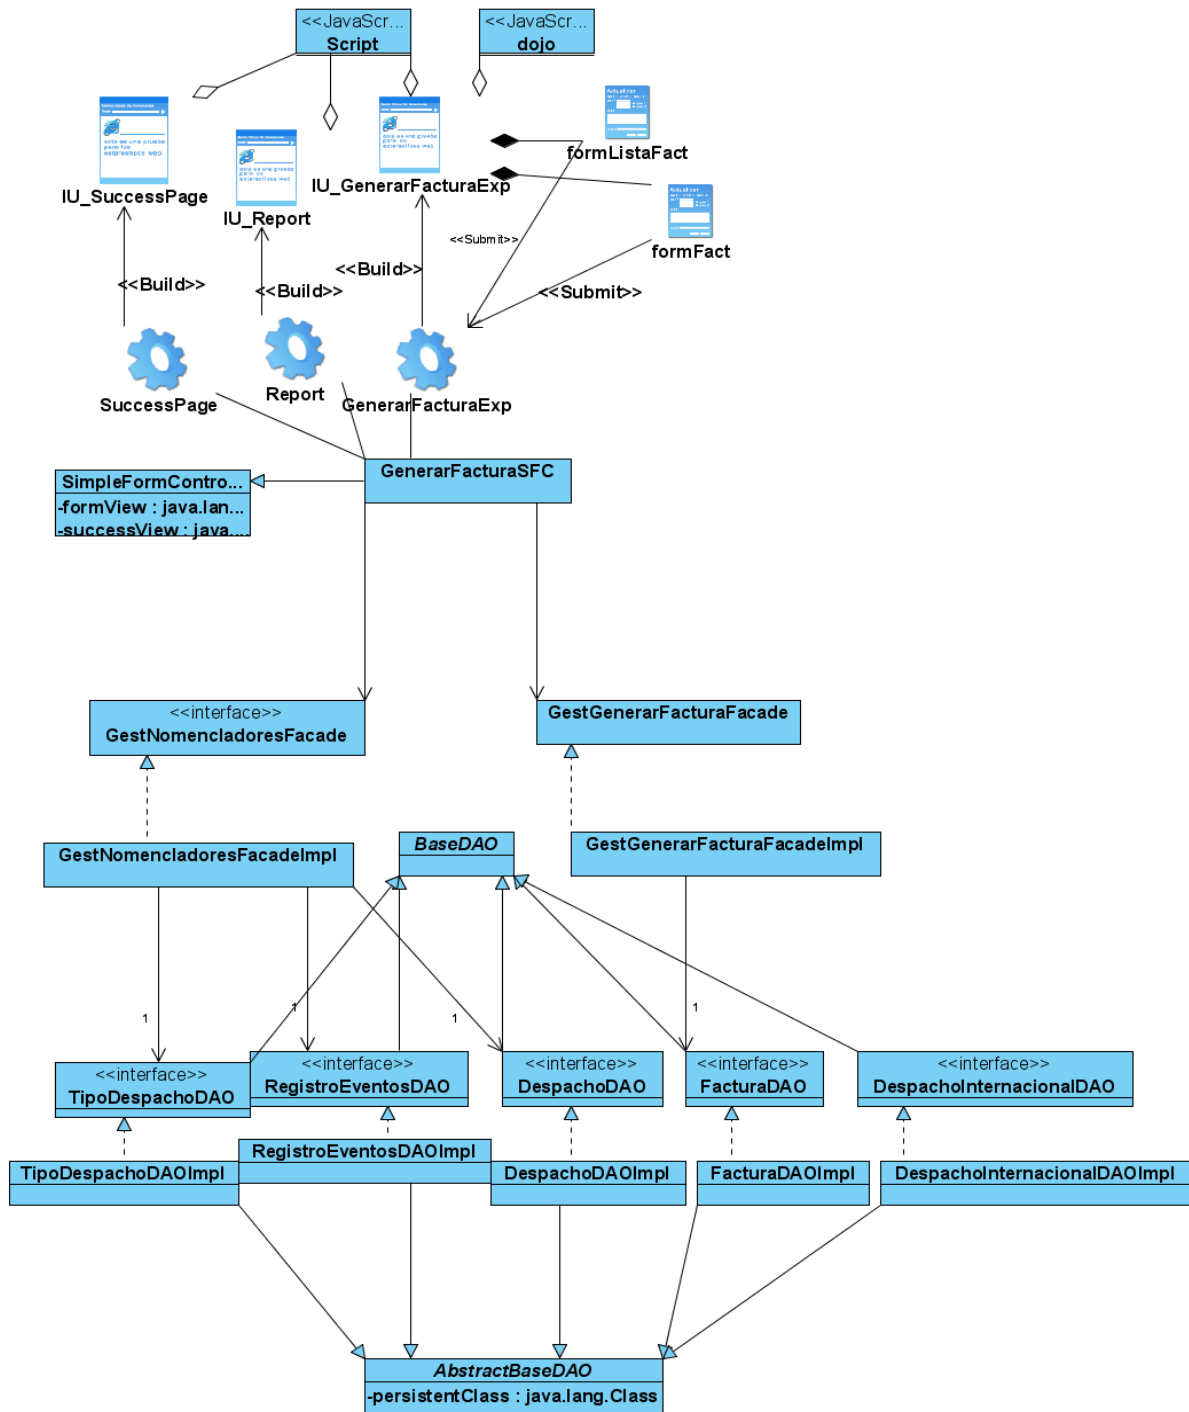 <<JavaScr...
Script
<<JavaScr...
dojo
IU_SuccessPage
IU_Report
IU_GenerarFacturaExp
Actualizar
formListaFact
Actualizar
formFact
<<Submit>>
<<Build>>
<<Build>>
<<Build>>
<<Submit>>
SuccessPage
Report
GenerarFacturaExp
GenerarFacturaSFC
SimpleFormContro...
-formView : java.lan...
-successView : java....
<<interface>>
GestNomencladoresFacade
GestGenerarFacturaFacade
GestNomencladoresFacadeImpl
BaseDAO
GestGenerarFacturaFacadeImpl
1
1
1
1
<<interface>>
TipoDespachoDAO
<<interface>>
RegistroEventosDAO
<<interface>>
DespachoDAO
<<interface>>
FacturaDAO
<<interface>>
DespachoInternacionalDAO
TipoDespachoDAOImpl
RegistroEventosDAOImpl
DespachoDAOImpl
FacturaDAOImpl
DespachoInternacionalDAOImpl
AbstractBaseDAO
-persistentClass : java.lang.Class